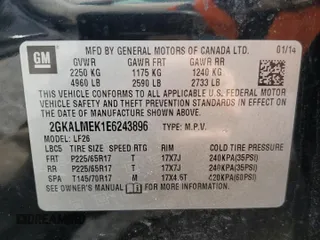 GM
MFD BY GENERAL MOTORS OF CANADA LTD. 01/14
GVWR GAWR FRT GAWR RR
2250 KG 1175 KG 1240 KG
4960 LB 2590 LB 2733 LB
THIS VEHICLE CONFORMS TO ALL APPLICABLE U.S. FEDERAL MOTOR
VEHICLE SAFETY AND THEFT PREVENTION STANDARDS IN EFFECT ON
THE DATE OF MANUFACTURE SHOWN ABOVE.
2GKALMEK1E6243896 TYPE: M.P.V.
MODEL: LF26
LBC5 TIRE SIZE SPEED RTG RIM COLD TIRE PRESSURE
FRT P225/65R17 T 17X7J 240KPA(35PSI)
RR P225/65R17 T 17X7J 240KPA(35PSI)
SPA T145/70R17 M 17X4.5T 420KPA(60PSI)
SEE OWNER'S MANUAL